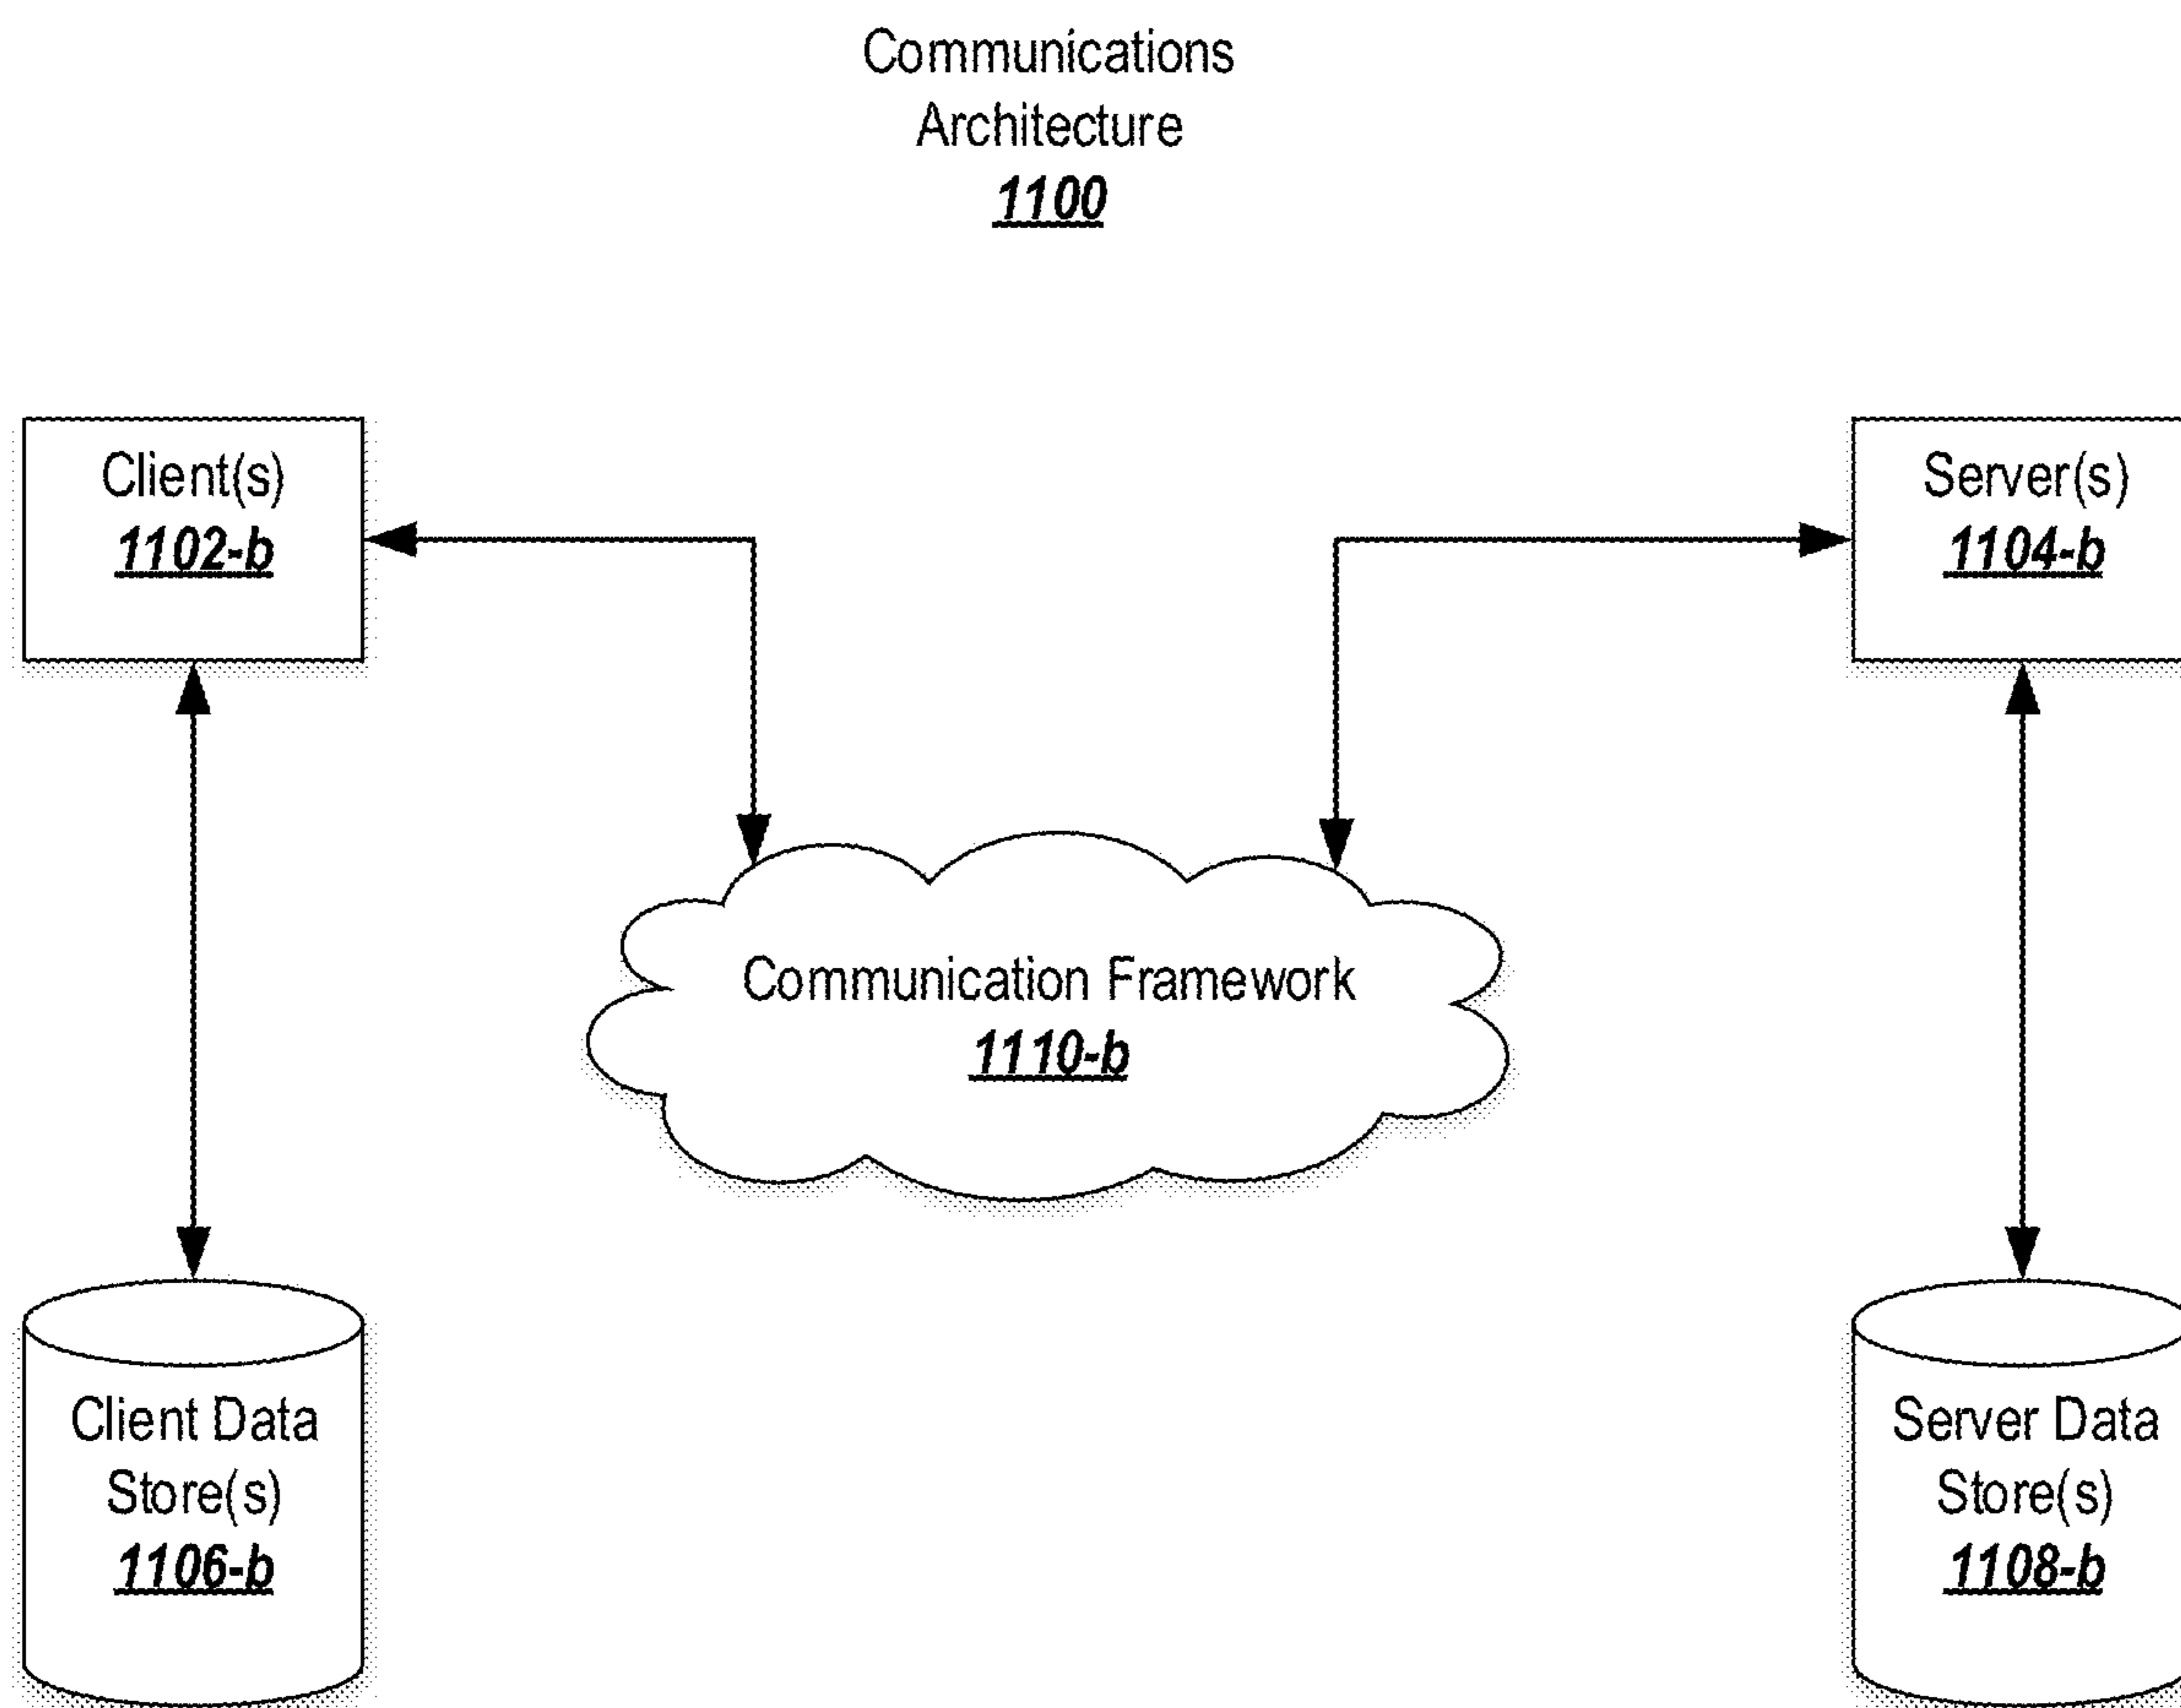 Communications
Architecture
1100
Client(s)
1102-b
Server(s)
1104-b
Communication Framework
1110-b
Client Data
Store(s)
1106-b
Server Data
Store(s)
1108-b